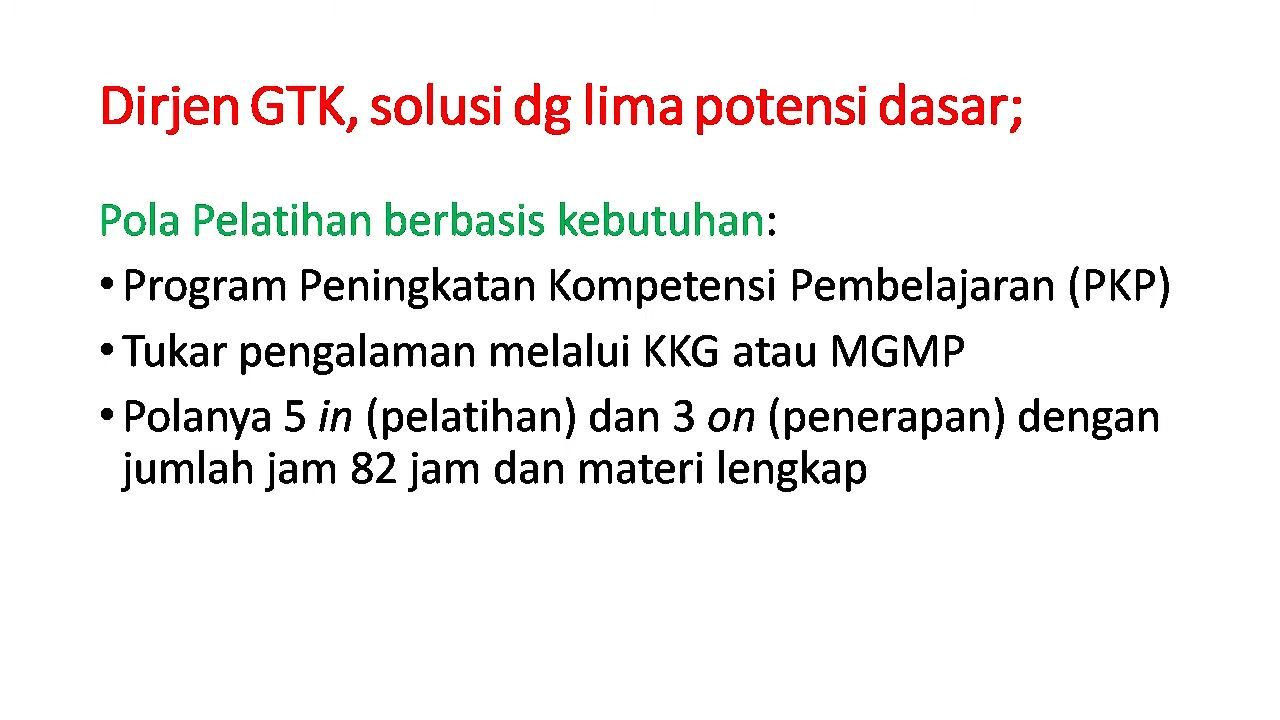 Dirjen GTK, solusi dg lima potensi dasar;
Pola Pelatihan berbasis kebutuhan:
• Program Peningkatan Kompetensi Pembelajaran (PKP)
• Tukar pengalaman melalui KKG atau MGMP
• Polanya 5 in (pelatihan) dan 3 on (penerapan) dengan
jumlah jam 82 jam dan materi lengkap